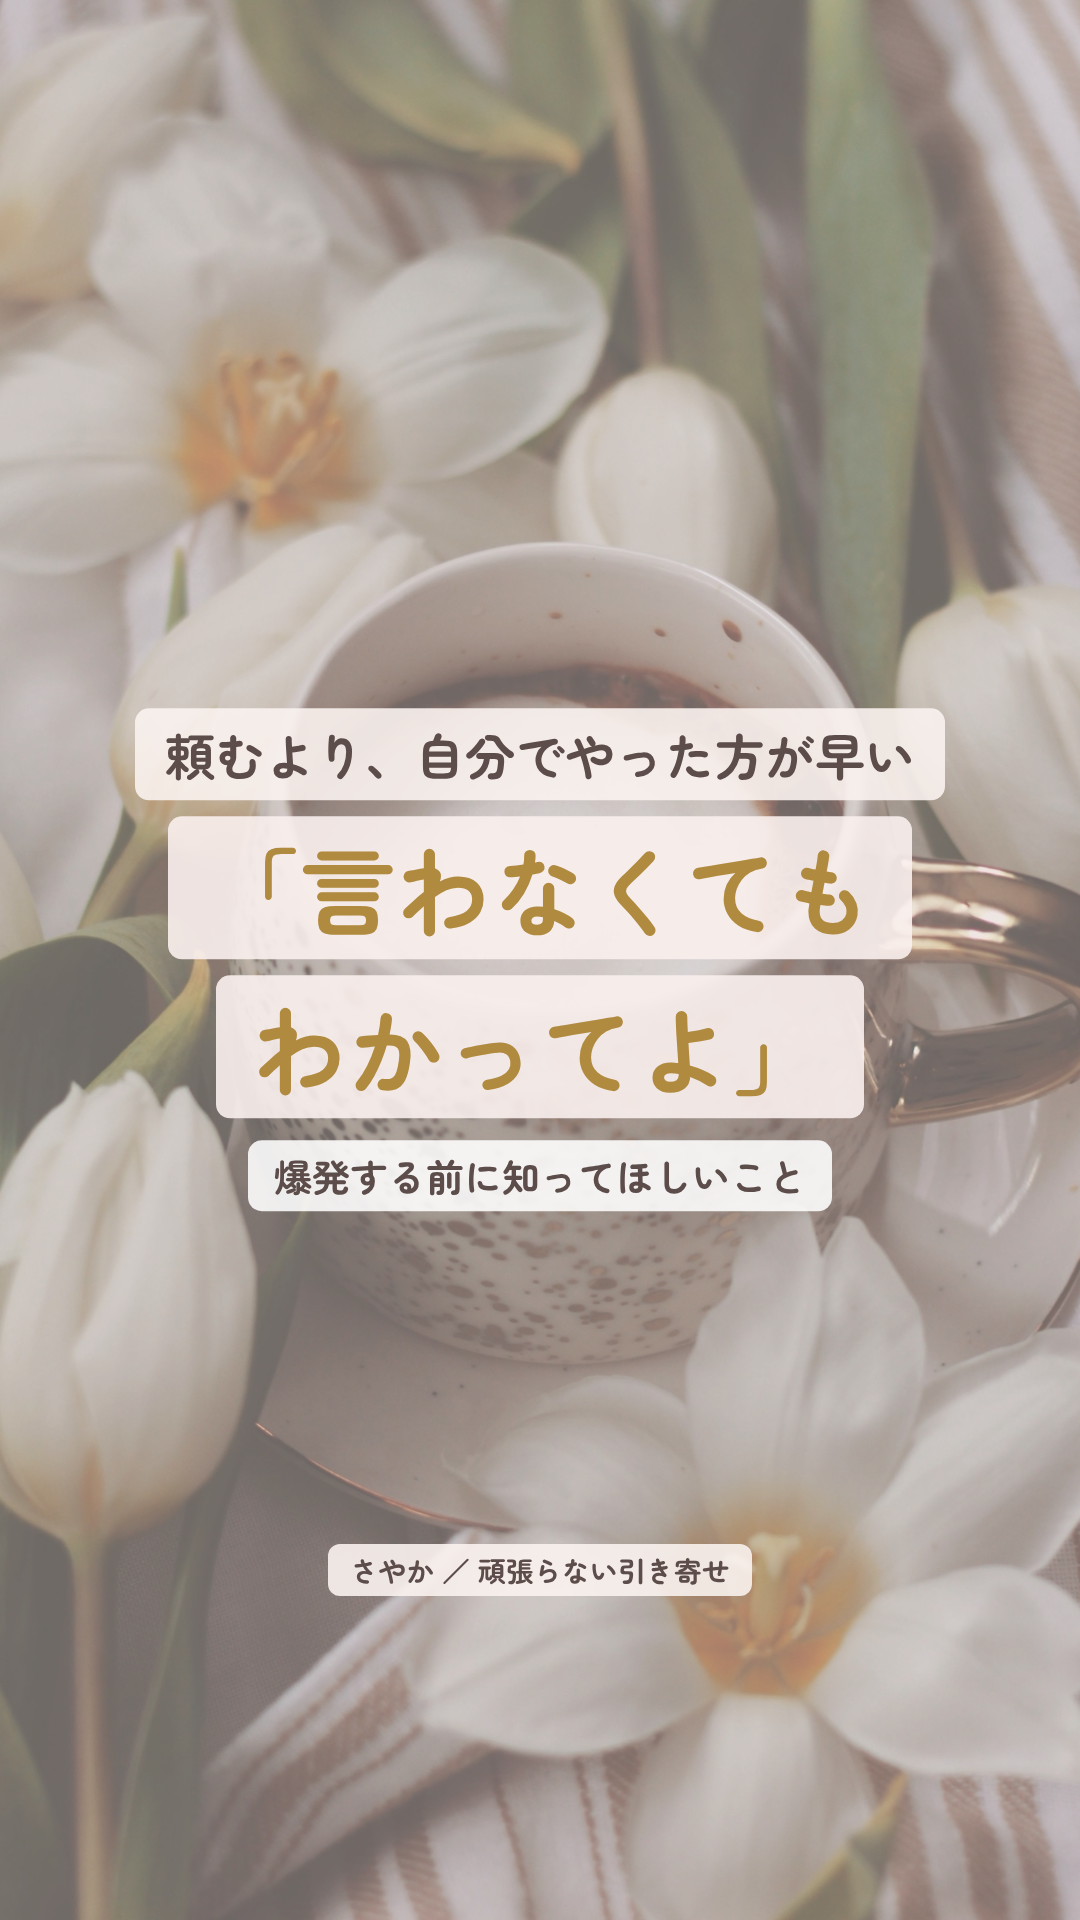 頼むより、自分でやった方が早い
「言わなくても
わかってよ」
爆発する前に知ってほしいこと
さやか ／ 頑張らない引き寄せ